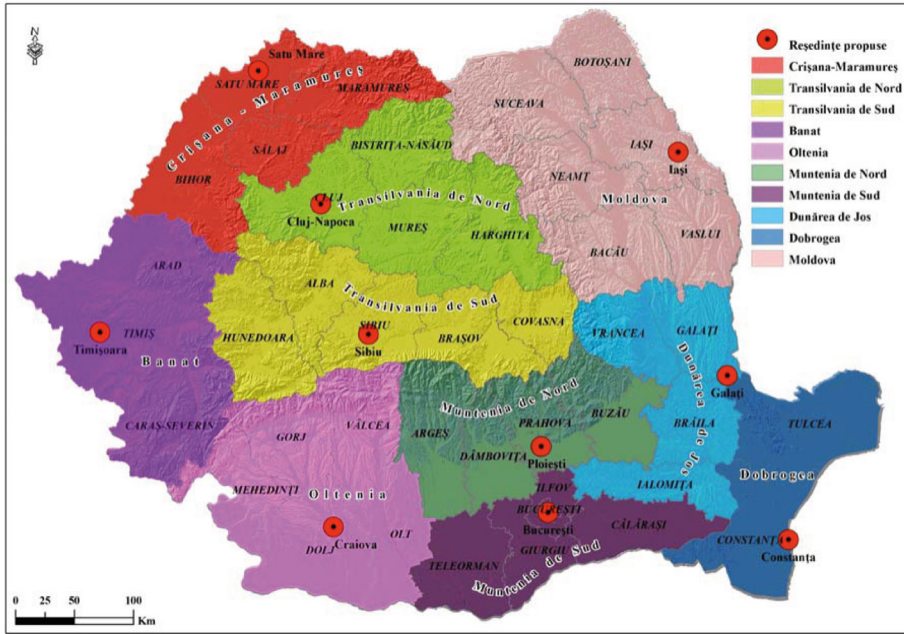 N
Satu Mare
SATU MARE
MARAMUREȘ
Crișana - Maramureș
SĂLAJ
BIHOR
BISTRIȚA-NĂSĂUD
CLUJ
Cluj-Napoca
Transilvania de Nord
MUREȘ
HARGHITA
BOTOȘANI
SUCEAVA
IAȘI
Iași
NEAMȚ
Moldova
VASLUI
BACĂU
ARAD
TIMIȘ
Timișoara
Banat
CARAȘ-SEVERIN
ALBA
Transilvania de Sud
HUNEDOARA
SIBIU
Sibiu
BRAȘOV
COVASNA
VRANCEA
GALAȚI
Dunărea de Jos
Galați
BRĂILA
IALOMIȚA
Muntenia de Nord
ARGEȘ
PRAHOVA
BUZĂU
DÂMBOVIȚA
Ploiești
VÂLCEA
GORJ
MEHEDINȚI
Oltenia
OLT
DOLJ
Craiova
ILFOV
BUCUREȘTI
București
CĂLĂRAȘI
GIURGIU
TELEORMAN
Muntenia de Sud
TULCEA
Dobrogea
CONSTANȚA
Constanța
Reședințe propuse
Crișana-Maramureș
Transilvania de Nord
Transilvania de Sud
Banat
Oltenia
Muntenia de Nord
Muntenia de Sud
Dunărea de Jos
Dobrogea
Moldova
0 25 50 100
Km